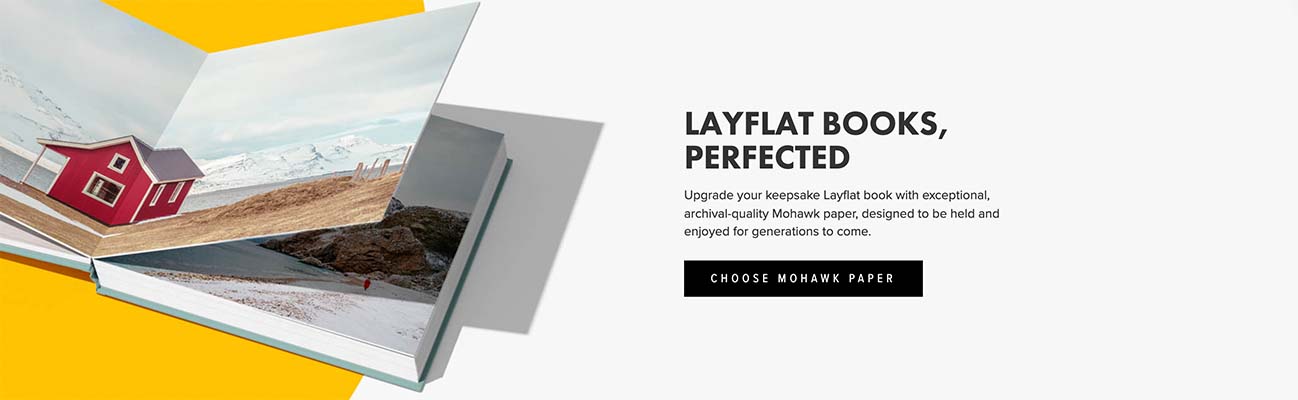 LAYFLAT BOOKS,
PERFECTED
Upgrade your keepsake Layflat book with exceptional,
archival-quality Mohawk paper, designed to be held and
enjoyed for generations to come.
CHOOSE MOHAWK PAPER